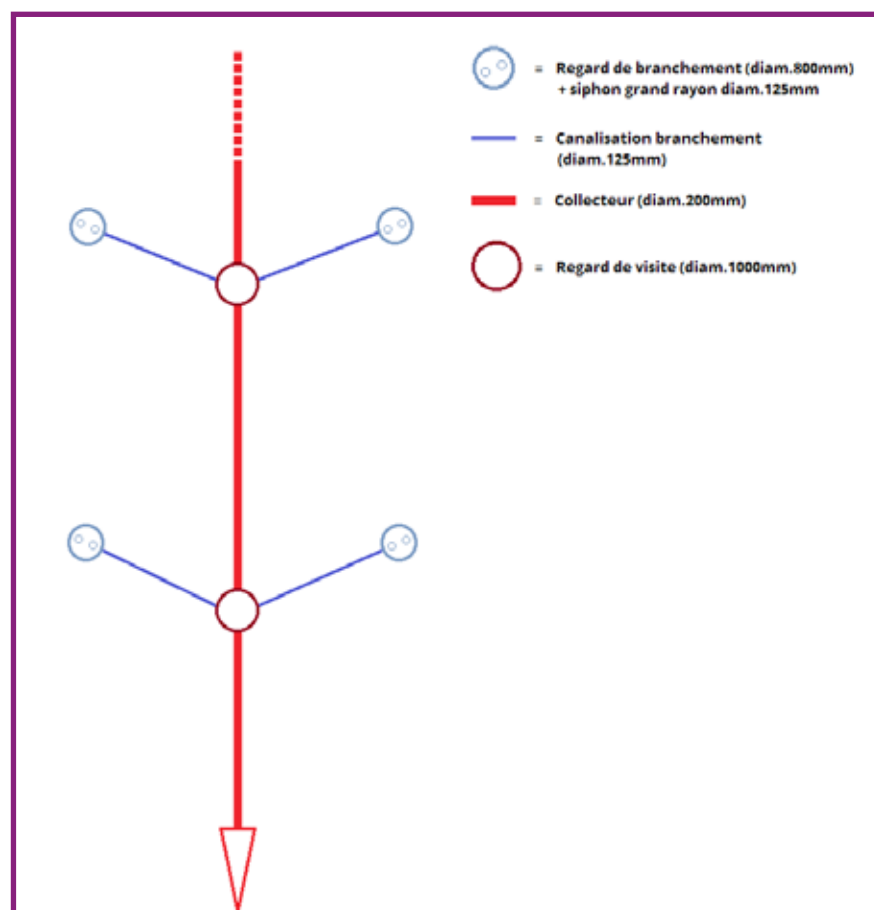 = Regard de branchement (diam.800mm)
+ siphon grand rayon diam.125mm
= Canalisation branchement
(diam.125mm)
= Collecteur (diam.200mm)
= Regard de visite (diam.1000mm)